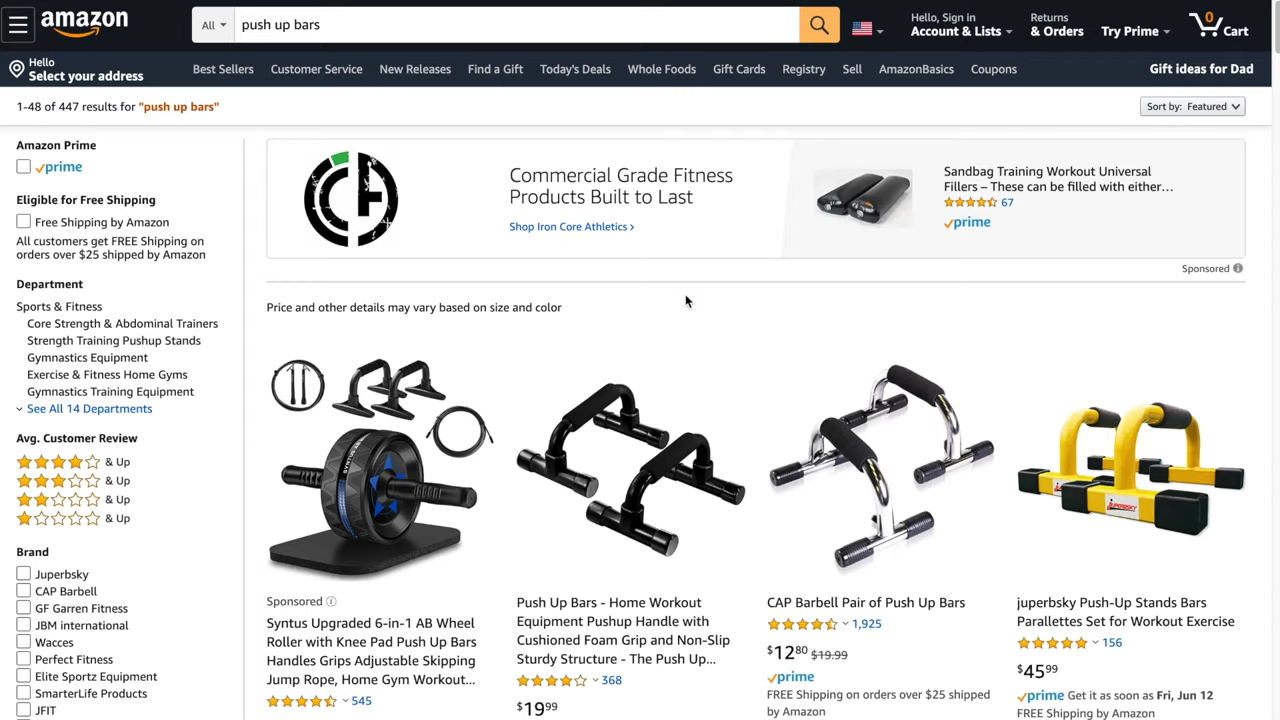 amazon
All
push up bars
Hello, Sign in
Account & Lists
Returns
& Orders
Try Prime
0
Cart
Hello
Select your address
Best Sellers
Customer Service
New Releases
Find a Gift
Today's Deals
Whole Foods
Gift Cards
Registry
Sell
AmazonBasics
Coupons
Gift ideas for Dad
1-48 of 447 results for "push up bars"
Sort by: Featured
Amazon Prime
prime
Eligible for Free Shipping
Free Shipping by Amazon
All customers get FREE Shipping on
orders over $25 shipped by Amazon
Department
Sports & Fitness
Core Strength & Abdominal Trainers
Strength Training Pushup Stands
Gymnastics Equipment
Exercise & Fitness Home Gyms
Gymnastics Training Equipment
See All 14 Departments
Avg. Customer Review
& Up
& Up
& Up
& Up
Brand
Juperbsky
CAP Barbell
GF Garren Fitness
JBM international
Wacces
Perfect Fitness
Elite Sportz Equipment
SmarterLife Products
JFIT
Commercial Grade Fitness
Products Built to Last
Shop Iron Core Athletics ›
Sandbag Training Workout Universal
Fillers – These can be filled with either…
67
prime
Sponsored
Price and other details may vary based on size and color
Sponsored
Syntus Upgraded 6-in-1 AB Wheel
Roller with Knee Pad Push Up Bars
Handles Grips Adjustable Skipping
Jump Rope, Home Gym Workout...
545
Push Up Bars - Home Workout
Equipment Pushup Handle with
Cushioned Foam Grip and Non-Slip
Sturdy Structure - The Push Up...
368
$19.99
CAP Barbell Pair of Push Up Bars
1,925
$12.80 $19.99
prime
FREE Shipping on orders over $25 shipped
by Amazon
JUPERBSKY
juperbsky Push-Up Stands Bars
Parallettes Set for Workout Exercise
156
$45.99
prime Get it as soon as Fri, Jun 12
FREE Shipping by Amazon